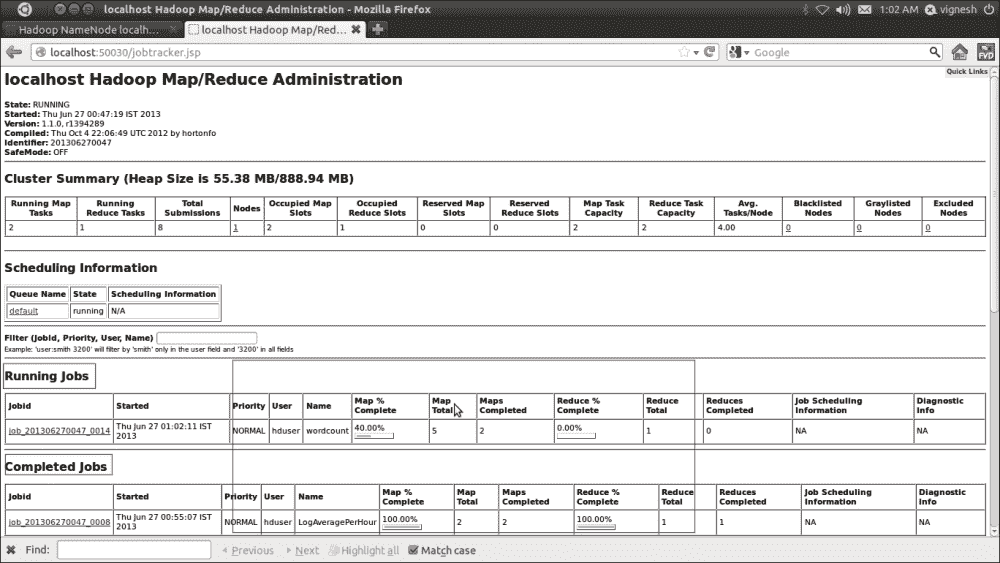 localhost Hadoop Map/Reduce Administration - Mozilla Firefox
1:02 AM vignesh
Hadoop NameNode localh...
localhost Hadoop Map/Red...
localhost:50030/jobtracker.jsp
Google
Quick Links
localhost Hadoop Map/Reduce Administration
State: RUNNING
Started: Thu Jun 27 00:47:19 IST 2013
Version: 1.1.0, r1394289
Compiled: Thu Oct 4 22:06:49 UTC 2012 by hortonfo
Identifier: 201306270047
SafeMode: OFF
Cluster Summary (Heap Size is 55.38 MB/888.94 MB)
Running Map Tasks Running Reduce Tasks Total Submissions Nodes Occupied Map Slots Occupied Reduce Slots Reserved Map Slots Reserved Reduce Slots Map Task Capacity Reduce Task Capacity Avg. Tasks/Node Blacklisted Nodes Graylisted Nodes Excluded Nodes
2 1 8 1 2 1 0 0 2 2 4.00 0 0 0
Scheduling Information
Queue Name State Scheduling Information
default running N/A
Filter (Jobid, Priority, User, Name)
Example: 'user:smith 3200' will filter by 'smith' only in the user field and '3200' in all fields
Running Jobs
Jobid Started Priority User Name Map % Complete Map Total Maps Completed Reduce % Complete Reduce Total Reduces Completed Job Scheduling Information Diagnostic Info
job_201306270047_0014 Thu Jun 27 01:02:11 IST 2013 NORMAL hduser wordcount 40.00% 5 2 0.00% 1 0 NA NA
Completed Jobs
Jobid Started Priority User Name Map % Complete Map Total Maps Completed Reduce % Complete Reduce Total Reduces Completed Job Scheduling Information Diagnostic Info
job_201306270047_0008 Thu Jun 27 00:55:07 IST 2013 NORMAL hduser LogAveragePerHour 100.00% 2 2 100.00% 1 1 NA NA
Find: Previous Next Highlight all Match case